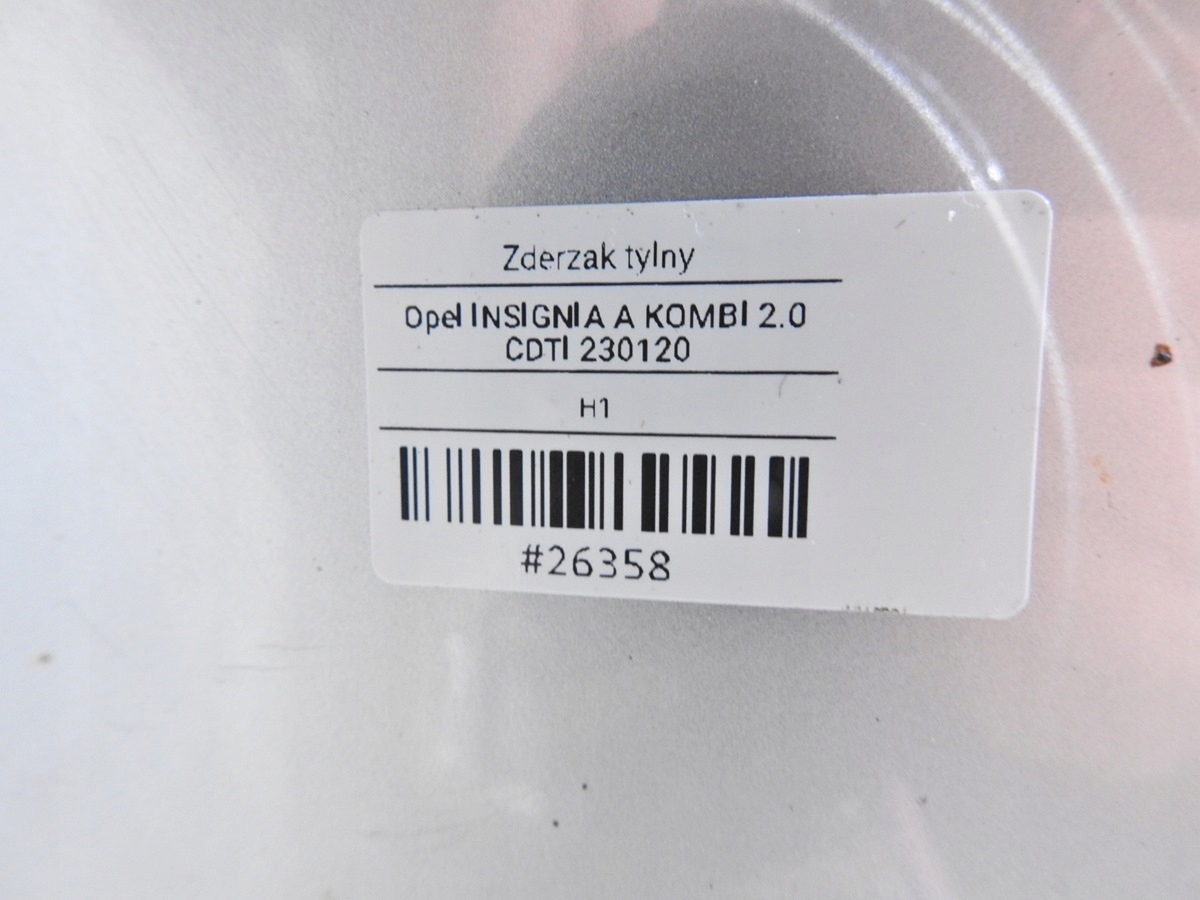 Zderzak tylny
Opel INSIGNIA A KOMBI 2.0
CDTI 230120
H1
#26358